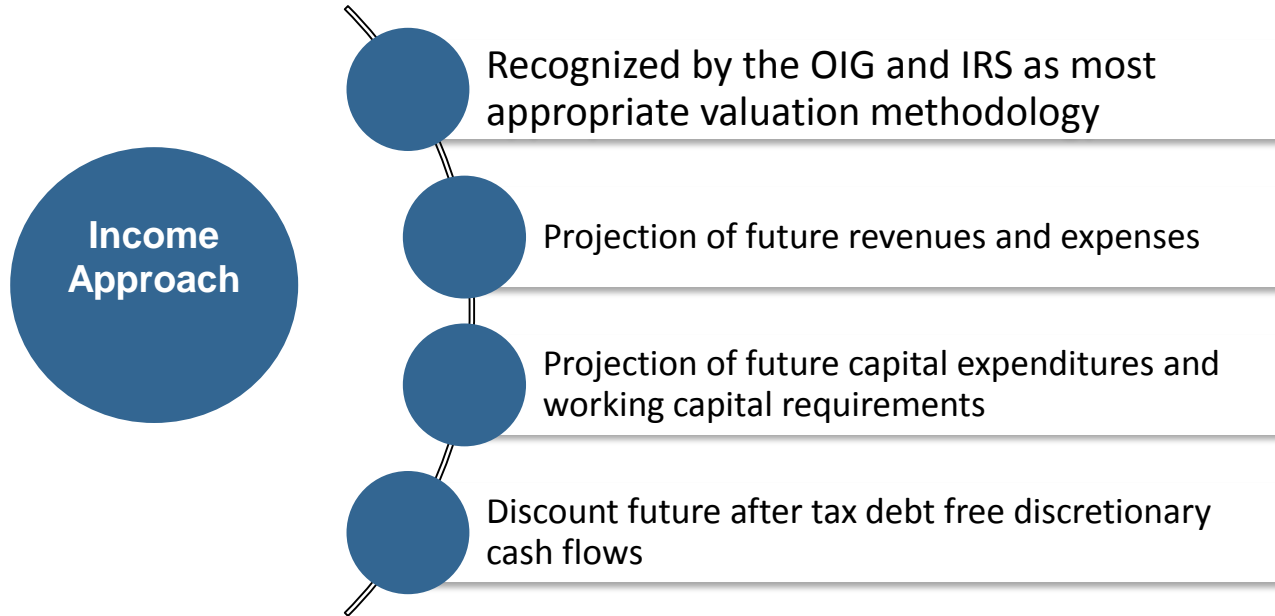 Income
Approach
Recognized by the OIG and IRS as most
appropriate valuation methodology
Projection of future revenues and expenses
Projection of future capital expenditures and
working capital requirements
Discount future after tax debt free discretionary
cash flows